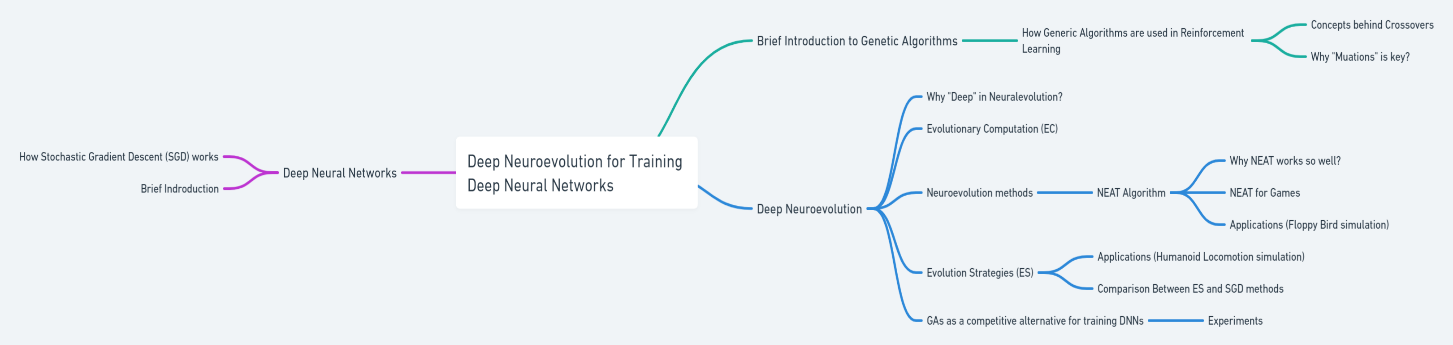 Deep Neuroevolution for Training
Deep Neural Networks
Deep Neural Networks
How Stochastic Gradient Descent (SGD) works
Brief Indroduction
Brief Introduction to Genetic Algorithms
How Generic Algorithms are used in Reinforcement
Learning
Concepts behind Crossovers
Why "Muations" is key?
Deep Neuroevolution
Why "Deep" in Neuralevolution?
Evolutionary Computation (EC)
Neuroevolution methods
NEAT Algorithm
Why NEAT works so well?
NEAT for Games
Applications (Floppy Bird simulation)
Evolution Strategies (ES)
Applications (Humanoid Locomotion simulation)
Comparison Between ES and SGD methods
GAs as a competitive alternative for training DNNs
Experiments